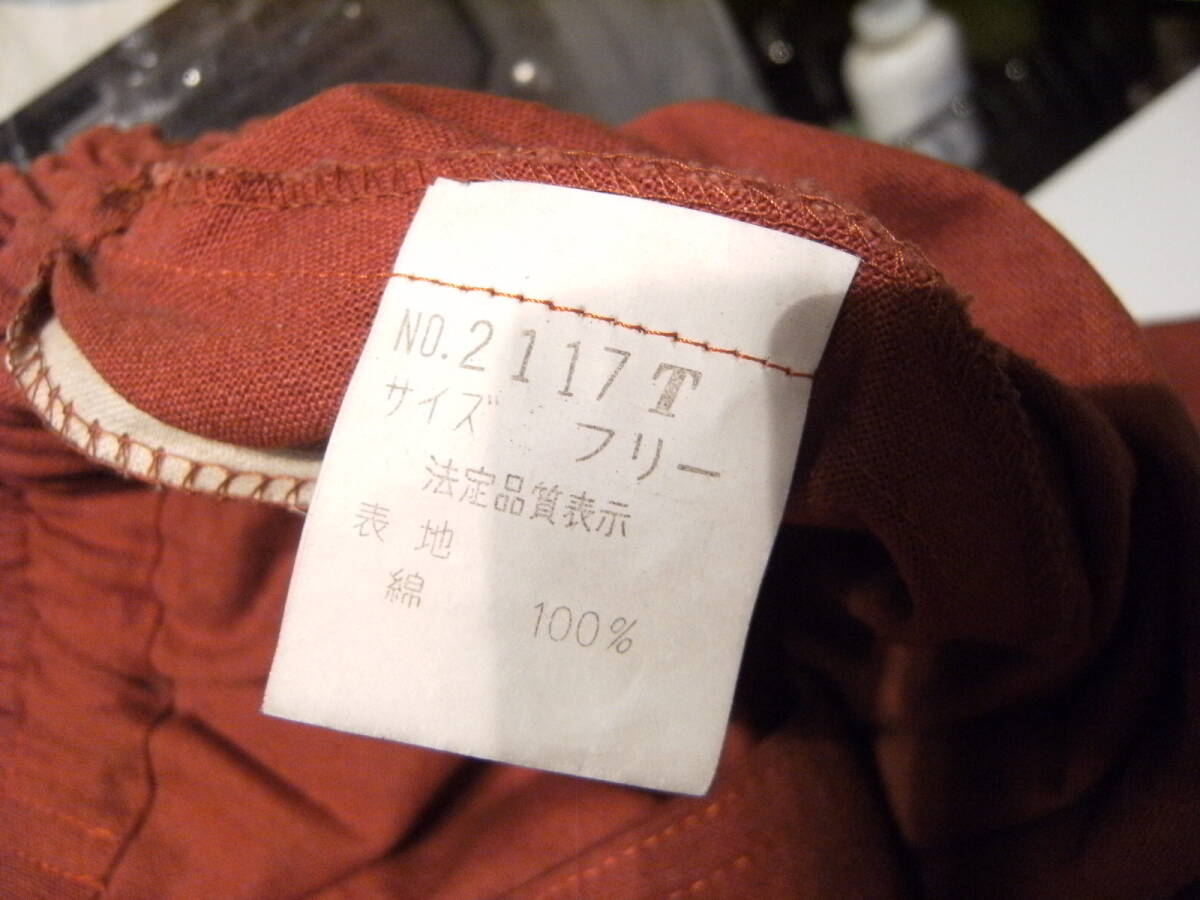 NO.2117T
サイズ フリー
法定品質表示
表地
綿 100%